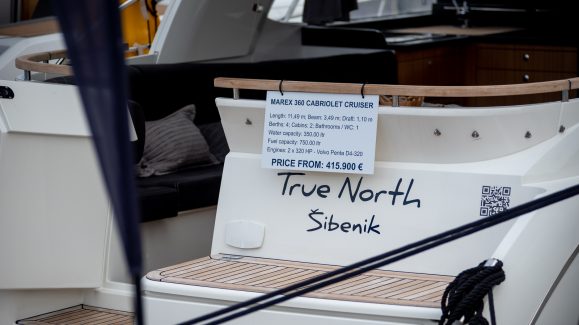 MAREX 360 CABRIOLET CRUISER
Length: 11,49 m; Beam: 3,49 m; Draft: 1,10 m
Berths: 4; Cabins: 2; Bathrooms / WC: 1
Water capacity: 350.00 ltr
Fuel capacity: 750.00 ltr
Engines: 2 x 320 HP - Volvo Penta D4-320
PRICE FROM: 415.900 €
True North
Šibenik